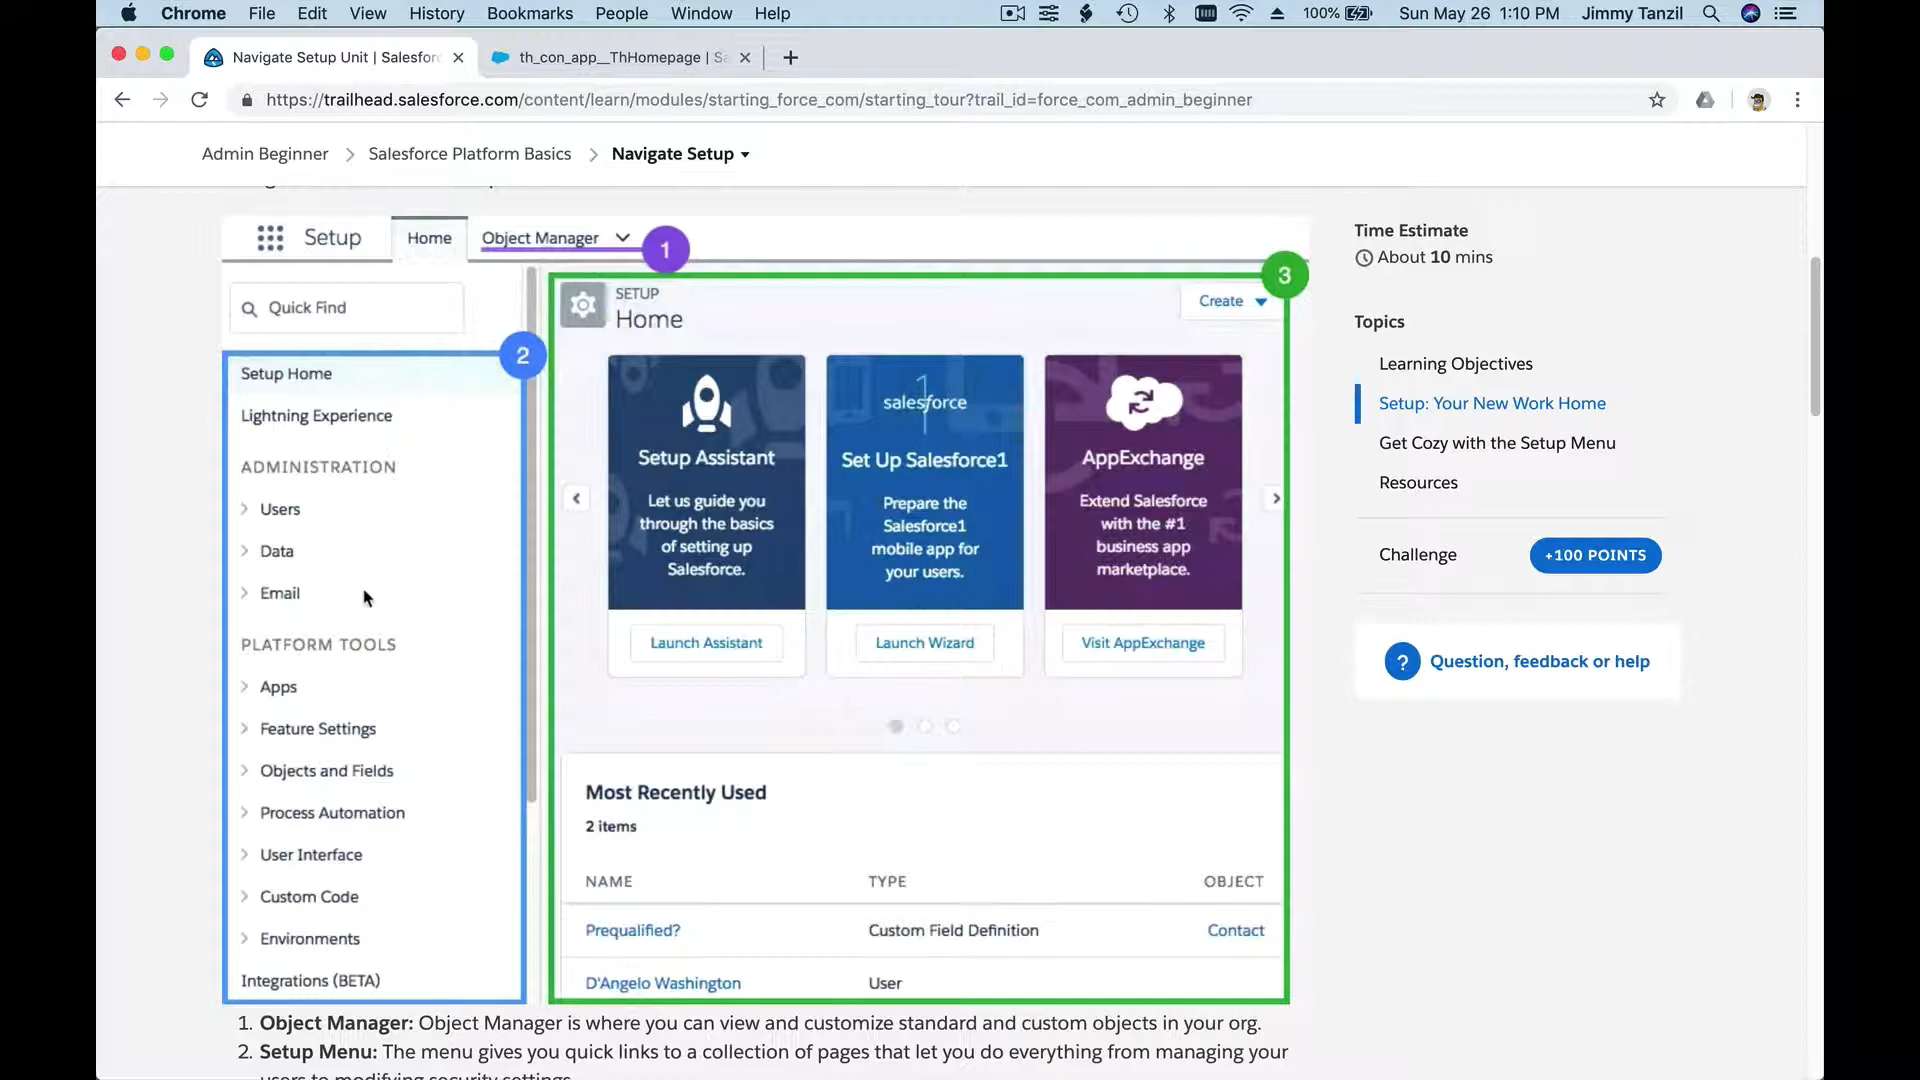 Chrome File Edit View History Bookmarks People Window Help 100% Sun May 26 1:10 PM Jimmy Tanzil
Navigate Setup Unit | Salesforc th_con_app__ThHomepage | Sa
https://trailhead.salesforce.com/content/learn/modules/starting_force_com/starting_tour?trail_id=force_com_admin_beginner
Admin Beginner > Salesforce Platform Basics > Navigate Setup
Setup Home Object Manager 1
Quick Find
2
Setup Home
Lightning Experience
ADMINISTRATION
Users
Data
Email
PLATFORM TOOLS
Apps
Feature Settings
Objects and Fields
Process Automation
User Interface
Custom Code
Environments
Integrations (BETA)
3
SETUP
Home
Create
Setup Assistant
Let us guide you
through the basics
of setting up
Salesforce.
Launch Assistant
salesforce1
Set Up Salesforce1
Prepare the
Salesforce1
mobile app for
your users.
Launch Wizard
AppExchange
Extend Salesforce
with the #1
business app
marketplace.
Visit AppExchange
Most Recently Used
2 items
NAME TYPE OBJECT
Prequalified? Custom Field Definition Contact
D'Angelo Washington User
1. Object Manager: Object Manager is where you can view and customize standard and custom objects in your org.
2. Setup Menu: The menu gives you quick links to a collection of pages that let you do everything from managing your
users to modifying security settings.
Time Estimate
About 10 mins
Topics
Learning Objectives
Setup: Your New Work Home
Get Cozy with the Setup Menu
Resources
Challenge +100 POINTS
? Question, feedback or help